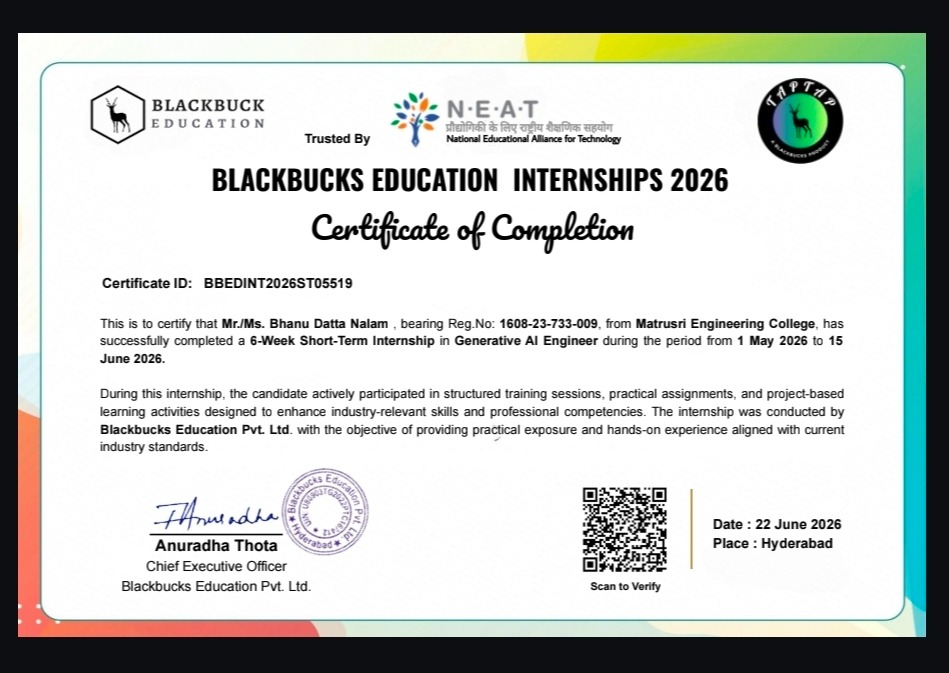 BLACKBUCK
EDUCATION
Trusted By
N·E·A·T
प्रौद्योगिकी के लिए राष्ट्रीय शैक्षणिक सहयोग
National Educational Alliance for Technology
TAPTAP
A BLACKBUCKS PRODUCT
BLACKBUCKS EDUCATION INTERNSHIPS 2026
Certificate of Completion
Certificate ID: BBEDINT2026ST05519
This is to certify that Mr./Ms. Bhanu Datta Nalam , bearing Reg.No: 1608-23-733-009, from Matrusri Engineering College, has
successfully completed a 6-Week Short-Term Internship in Generative AI Engineer during the period from 1 May 2026 to 15
June 2026.
During this internship, the candidate actively participated in structured training sessions, practical assignments, and project-based
learning activities designed to enhance industry-relevant skills and professional competencies. The internship was conducted by
Blackbucks Education Pvt. Ltd. with the objective of providing practical exposure and hands-on experience aligned with current
industry standards.
Blackbucks Education Pvt. Ltd
Hyderabad
Anuradha Thota
Chief Executive Officer
Blackbucks Education Pvt. Ltd.
Scan to Verify
Date : 22 June 2026
Place : Hyderabad